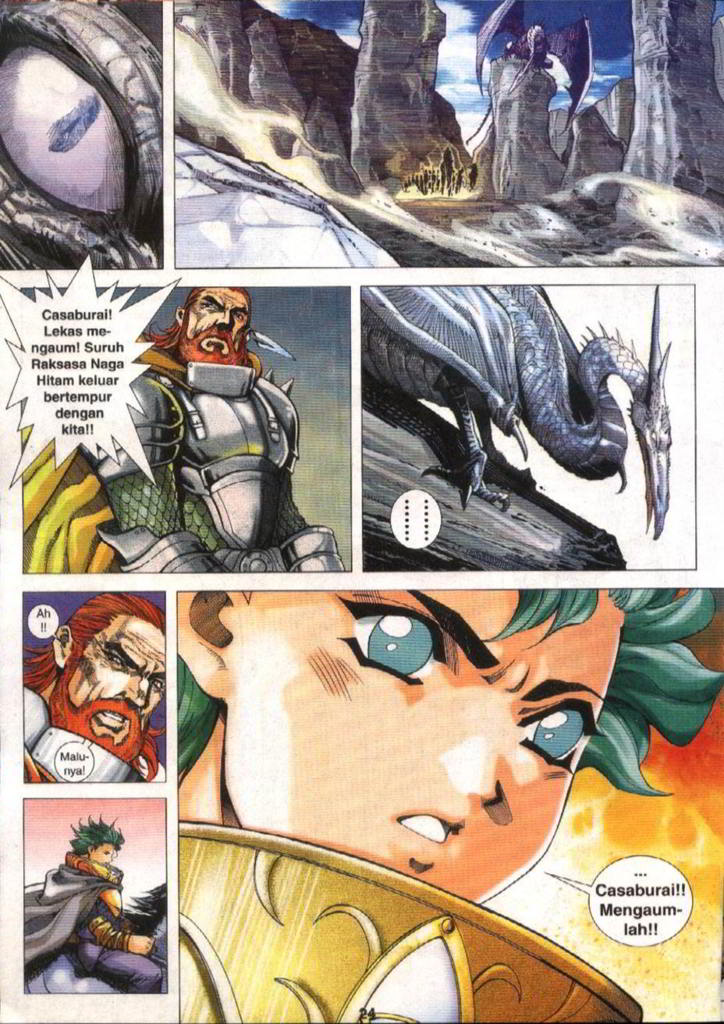 Casaburai!
Lekas me-
ngaum! Suruh
Raksasa Naga
Hitam keluar
bertempur
dengan
kita!!
Ah
!!
Malu-
nya!
...
Casaburai!!
Mengaum-
lah!!
24